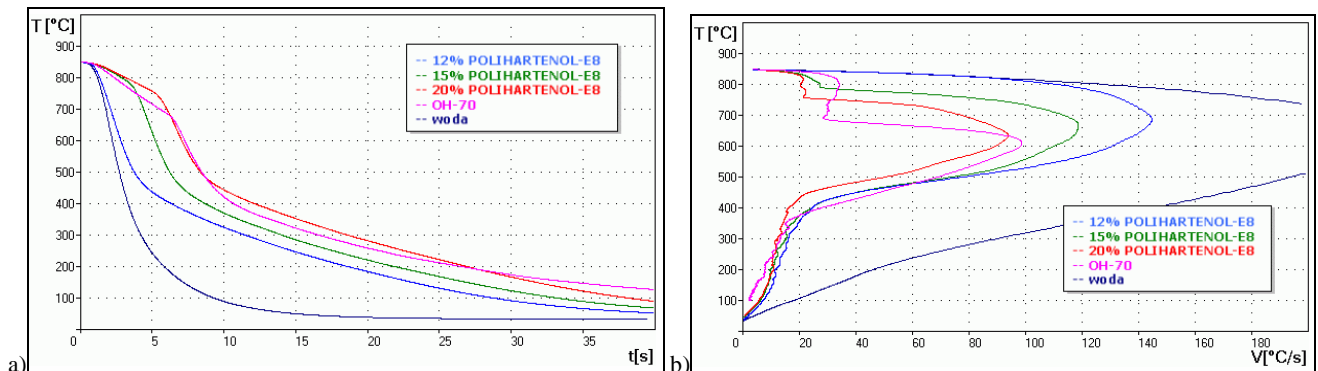 T [°C]
900
800
700
600
500
400
300
200
100
0 5 10 15 20 25 30 35
t[s]
12% POLIHARTENOL-E8
15% POLIHARTENOL-E8
20% POLIHARTENOL-E8
OH-70
woda
a)
T [°C]
900
800
700
600
500
400
300
200
100
0 20 40 60 80 100 120 140 160 180
V[°C/s]
12% POLIHARTENOL-E8
15% POLIHARTENOL-E8
20% POLIHARTENOL-E8
OH-70
woda
b)